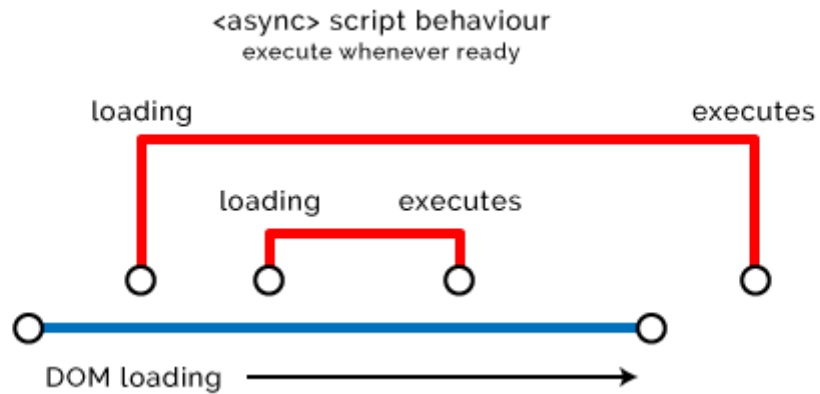 <async> script behaviour
execute whenever ready
loading
executes
loading
executes
DOM loading